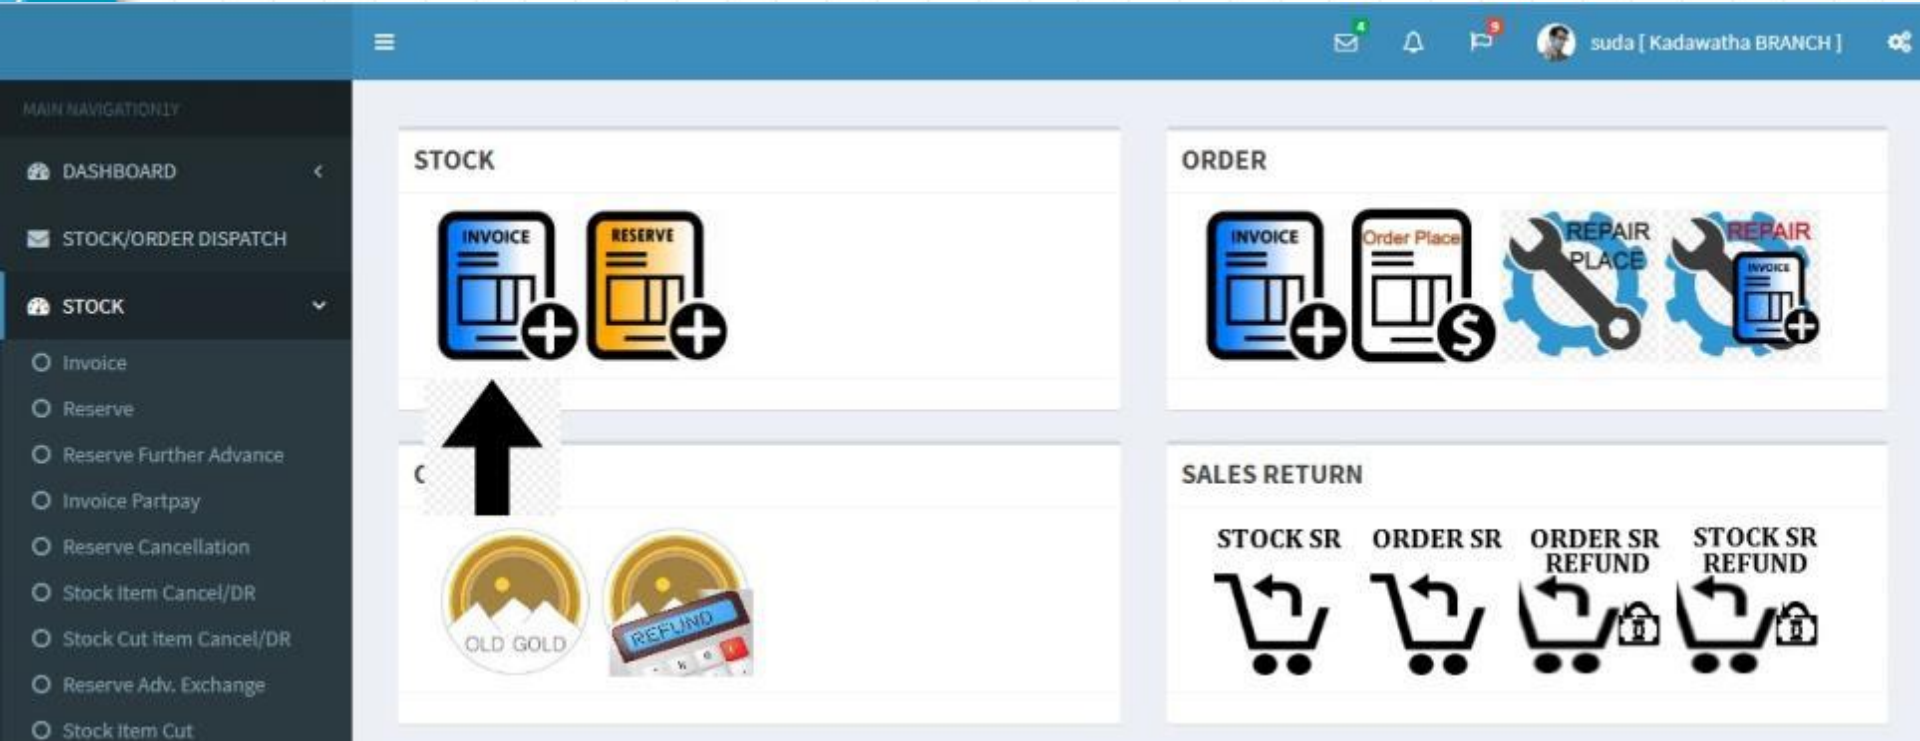 4
9
suda [ Kadawatha BRANCH ]
MAIN NAVIGATION1Y
DASHBOARD
STOCK/ORDER DISPATCH
STOCK
Invoice
Reserve
Reserve Further Advance
Invoice Partpay
Reserve Cancellation
Stock Item Cancel/DR
Stock Cut Item Cancel/DR
Reserve Adv. Exchange
Stock Item Cut
STOCK
INVOICE
RESERVE
ORDER
INVOICE
Order Place
REPAIR
PLACE
REPAIR
INVOICE
OLD GOLD
REFUND
SALES RETURN
STOCK SR
ORDER SR
ORDER SR
REFUND
STOCK SR
REFUND